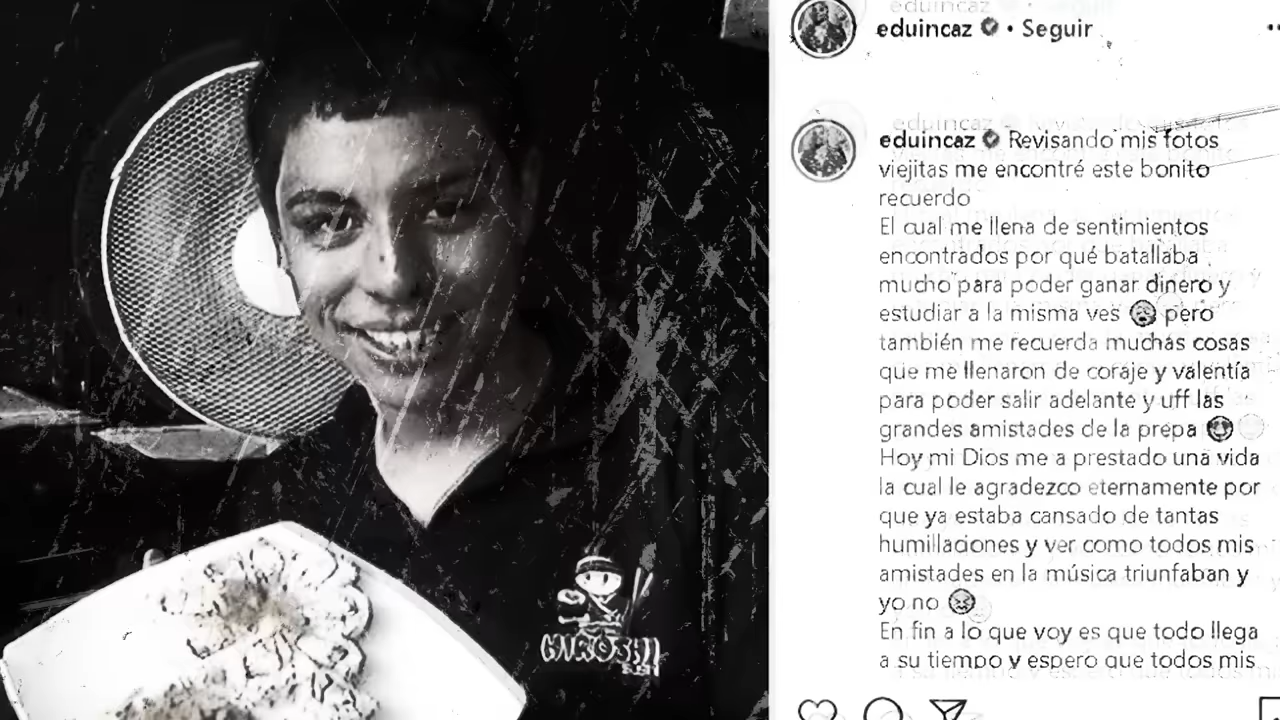 eduincaz • Seguir
eduincaz Revisando mis fotos
viejitas me encontré este bonito
recuerdo
El cual me llena de sentimientos
encontrados por qué batallaba
mucho para poder ganar dinero y
estudiar a la misma ves 😩 pero
también me recuerda muchas cosas
que me llenaron de coraje y valentía
para poder salir adelante y uff las
grandes amistades de la prepa
Hoy mi Dios me a prestado una vida
la cual le agradezco eternamente por
que ya estaba cansado de tantas
humillaciones y ver como todos mis
amistades en la música triunfaban y
yo no 😖
En fin a lo que voy es que todo llega
a su tiempo y espero que todos mis
HIROSHI